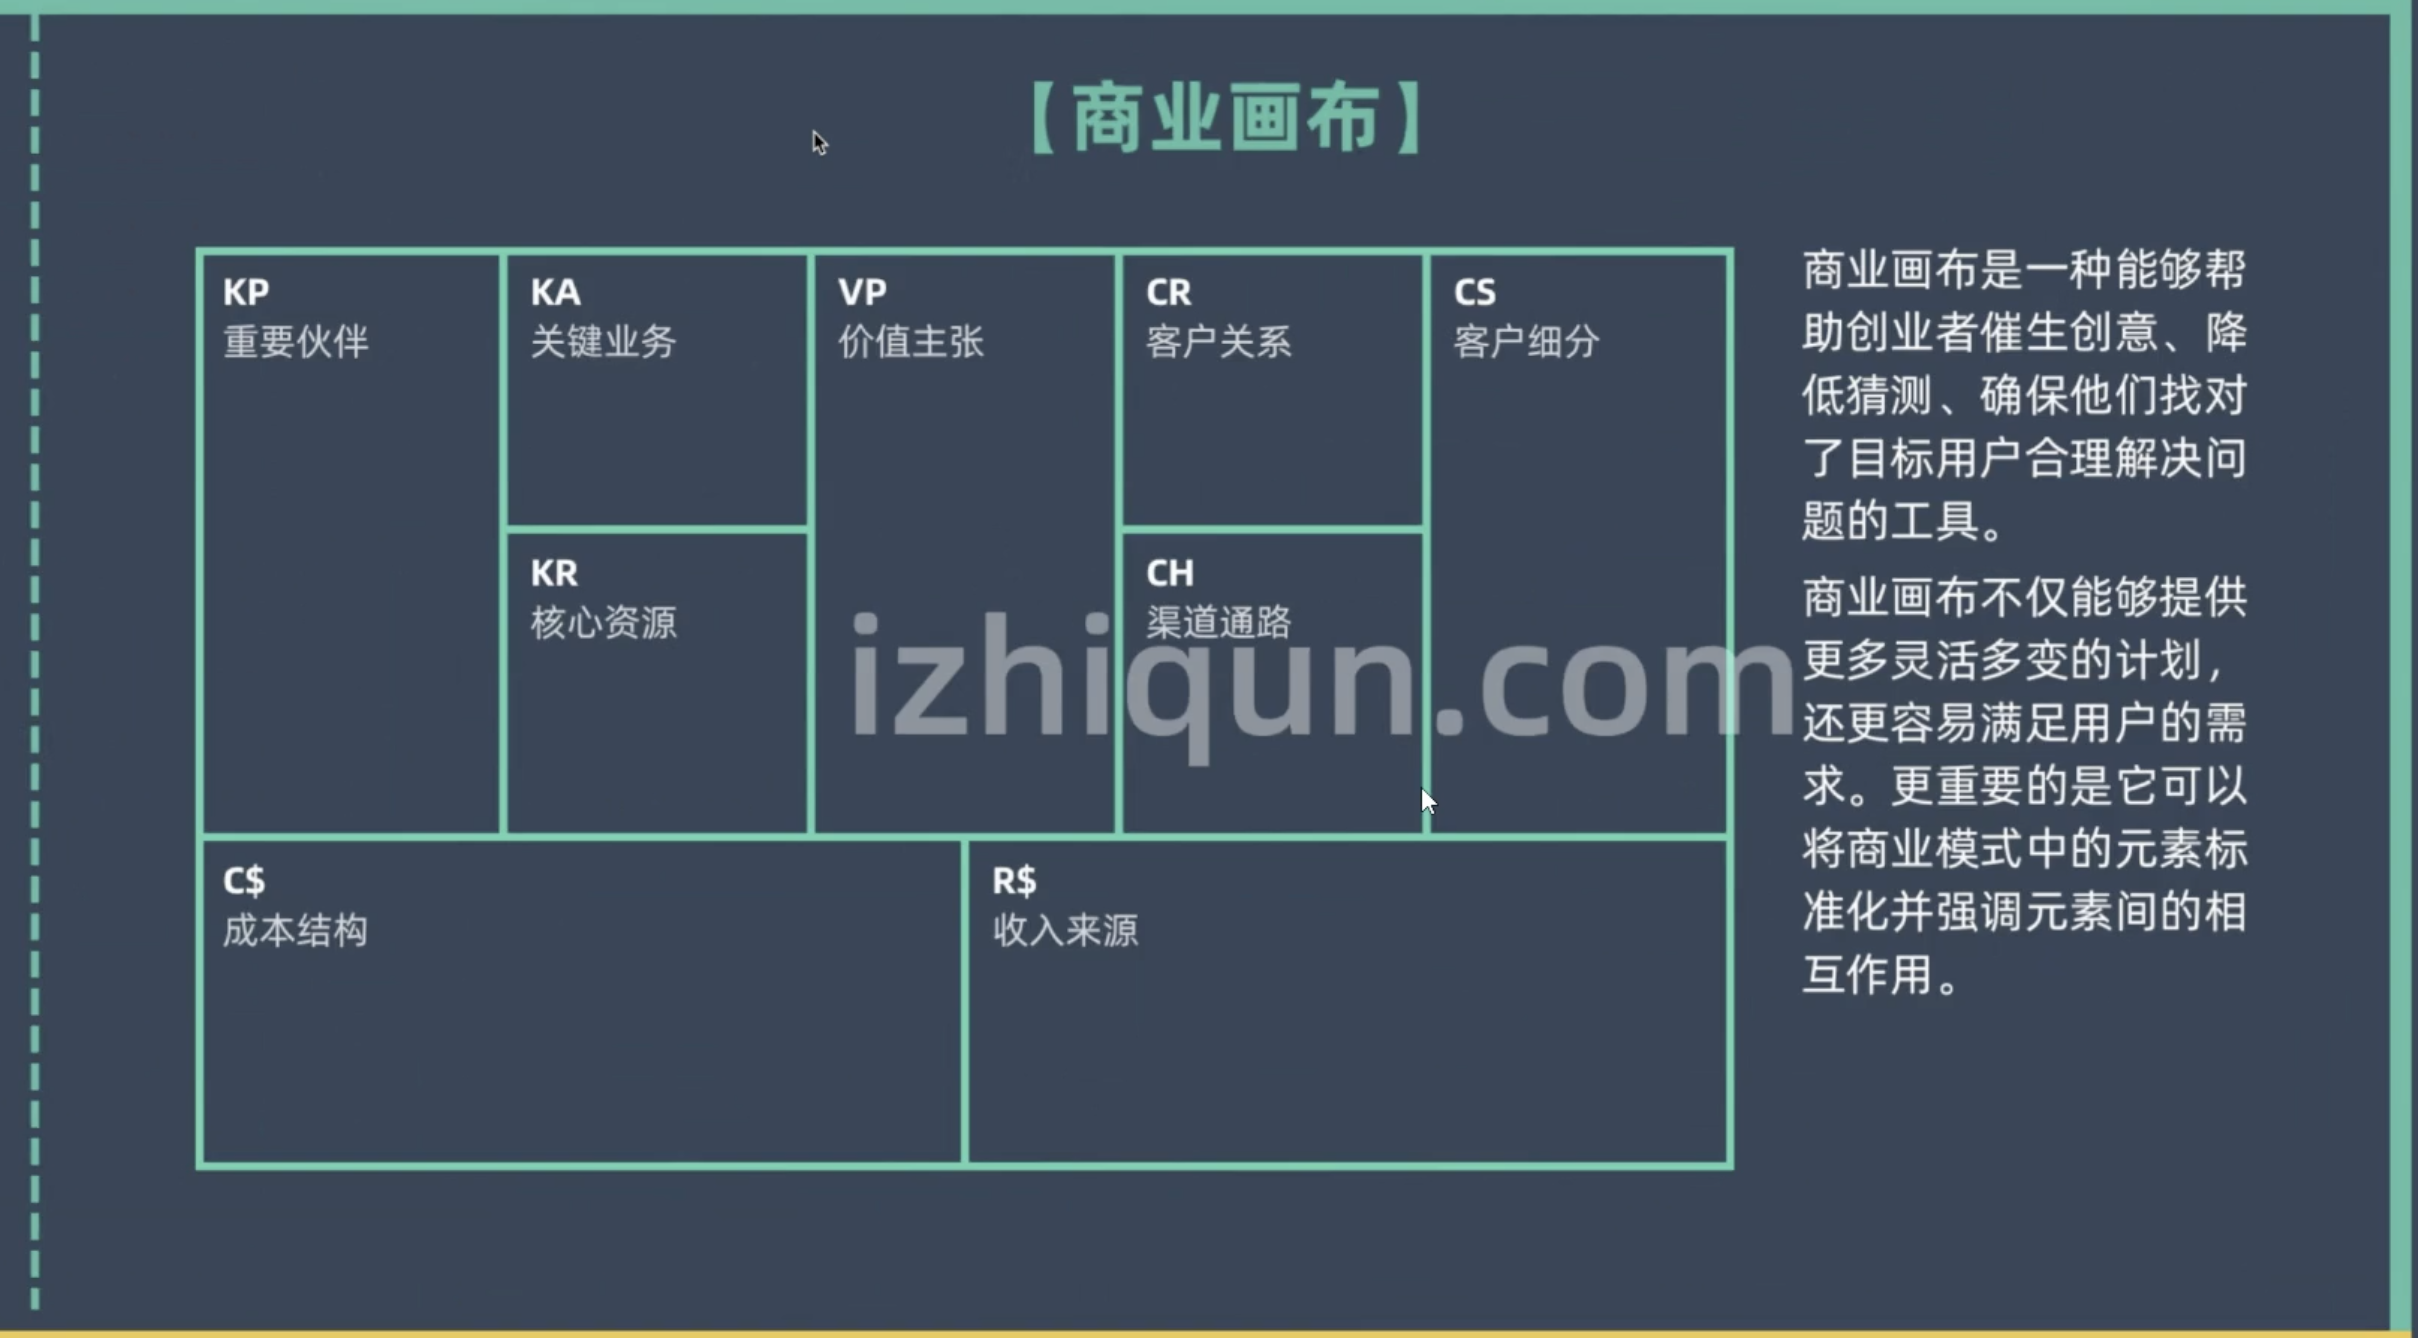 【商业画布】
KP
重要伙伴
KA
关键业务
VP
价值主张
CR
客户关系
CS
客户细分
KR
核心资源
CH
渠道通路
C$
成本结构
R$
收入来源
izhiqun.com
商业画布是一种能够帮
助创业者催生创意、降
低猜测、确保他们找对
了目标用户合理解决问
题的工具。
商业画布不仅能够提供
更多灵活多变的计划，
还更容易满足用户的需
求。更重要的是它可以
将商业模式中的元素标
准化并强调元素间的相
互作用。